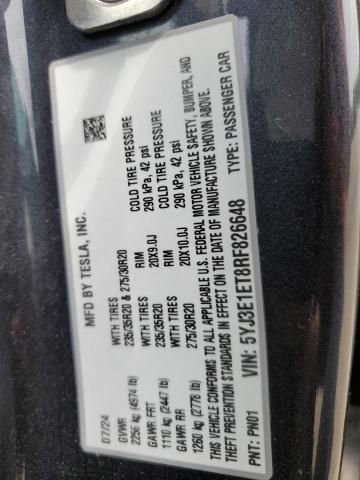 MFD BY TESLA, INC.
07/24 WITH TIRES COLD TIRE PRESSURE
GVWR 235/35R20 & 275/30R20 290 kPa, 42 psi
2256 kg (4974 lb)
GAWR FRT WITH TIRES RIM COLD TIRE PRESSURE
1110 kg (2447 lb) 235/35R20 20X9.0J 290 kPa, 42 psi
GAWR RR WITH TIRES RIM COLD TIRE PRESSURE
1260 kg (2778 lb) 275/30R20 20X10.0J 290 kPa, 42 psi
THIS VEHICLE CONFORMS TO ALL APPLICABLE U.S. FEDERAL MOTOR VEHICLE SAFETY, BUMPER, AND
THEFT PREVENTION STANDARDS IN EFFECT ON THE DATE OF MANUFACTURE SHOWN ABOVE.
VIN: 5YJ3E1ET8RF826648
PNT: PN01 TYPE: PASSENGER CAR